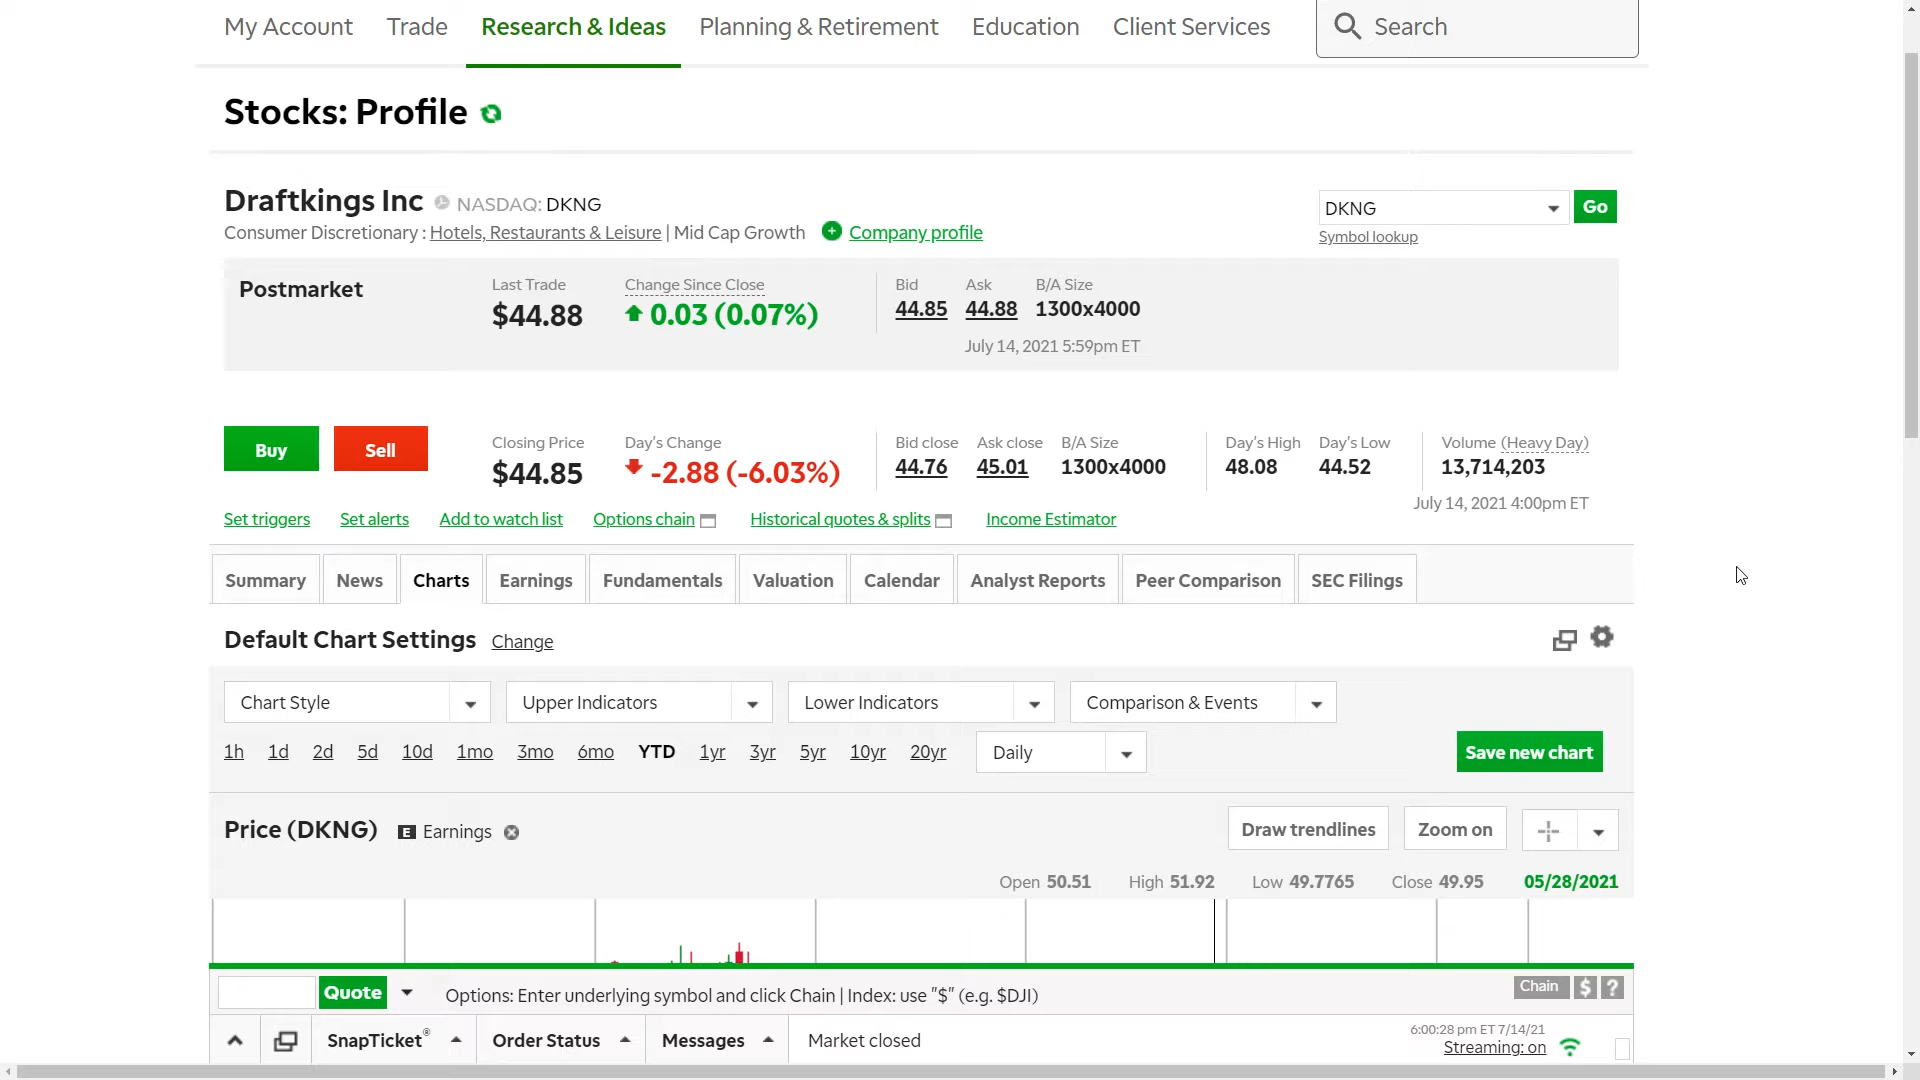 My Account Trade Research & Ideas Planning & Retirement Education Client Services Search
Stocks: Profile
Draftkings Inc NASDAQ: DKNG
DKNG Go
Consumer Discretionary : Hotels, Restaurants & Leisure | Mid Cap Growth Company profile
Symbol lookup
Postmarket
Last Trade Change Since Close Bid Ask B/A Size
$44.88 0.03 (0.07%) 44.85 44.88 1300x4000
July 14, 2021 5:59pm ET
Buy Sell
Closing Price Day's Change Bid close Ask close B/A Size Day's High Day's Low Volume (Heavy Day)
$44.85 -2.88 (-6.03%) 44.76 45.01 1300x4000 48.08 44.52 13,714,203
July 14, 2021 4:00pm ET
Set triggers Set alerts Add to watch list Options chain Historical quotes & splits Income Estimator
Summary News Charts Earnings Fundamentals Valuation Calendar Analyst Reports Peer Comparison SEC Filings
Default Chart Settings Change
Chart Style Upper Indicators Lower Indicators Comparison & Events
1h 1d 2d 5d 10d 1mo 3mo 6mo YTD 1yr 3yr 5yr 10yr 20yr Daily Save new chart
Price (DKNG) E Earnings Draw trendlines Zoom on
Open 50.51 High 51.92 Low 49.7765 Close 49.95 05/28/2021
Quote Options: Enter underlying symbol and click Chain | Index: use "$" (e.g. $DJI) Chain $ ?
SnapTicket® Order Status Messages Market closed
6:00:28 pm ET 7/14/21
Streaming: on